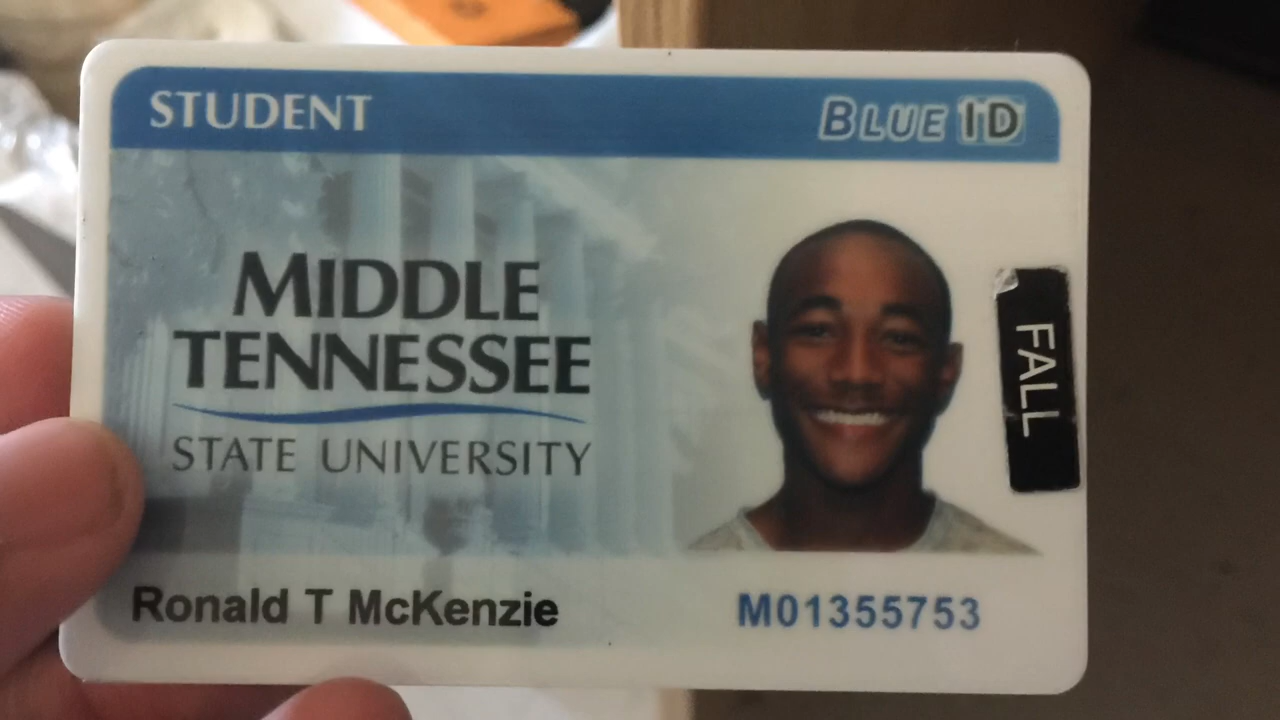 STUDENT
BLUE ID
MIDDLE
TENNESSEE
STATE UNIVERSITY
FALL
Ronald T McKenzie
M01355753